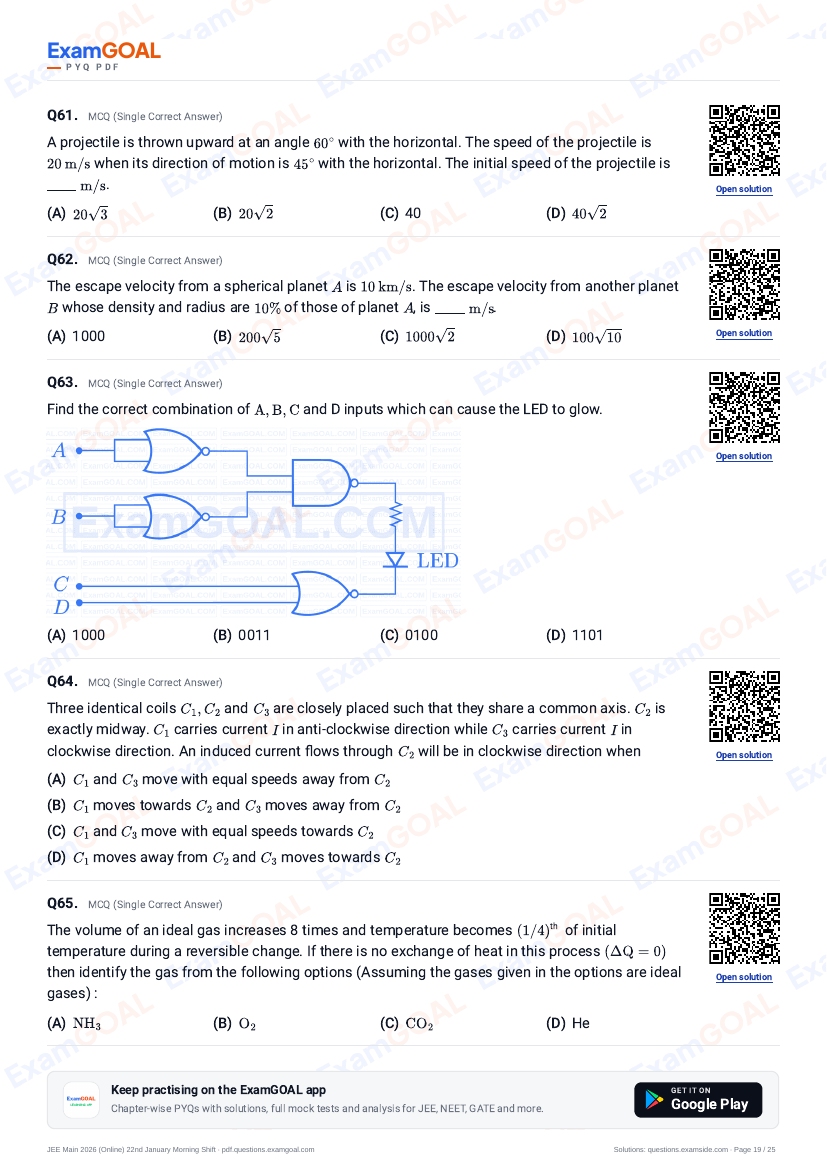 ExamGOAL
PYQ PDF
Q61. MCQ (Single Correct Answer)
A projectile is thrown upward at an angle 60° with the horizontal. The speed of the projectile is
20 m/s when its direction of motion is 45° with the horizontal. The initial speed of the projectile is
____ m/s.
(A) 20√3 (B) 20√2 (C) 40 (D) 40√2
Open solution
Q62. MCQ (Single Correct Answer)
The escape velocity from a spherical planet A is 10 km/s. The escape velocity from another planet
B whose density and radius are 10% of those of planet A, is ____ m/s.
(A) 1000 (B) 200√5 (C) 1000√2 (D) 100√10
Open solution
Q63. MCQ (Single Correct Answer)
Find the correct combination of A, B, C and D inputs which can cause the LED to glow.
Open solution
A
B
ExamGOAL.COM
LED
C
D
(A) 1000 (B) 0011 (C) 0100 (D) 1101
Q64. MCQ (Single Correct Answer)
Three identical coils C₁, C₂ and C₃ are closely placed such that they share a common axis. C₂ is
exactly midway. C₁ carries current I in anti-clockwise direction while C₃ carries current I in
clockwise direction. An induced current flows through C₂ will be in clockwise direction when
Open solution
(A) C₁ and C₃ move with equal speeds away from C₂
(B) C₁ moves towards C₂ and C₃ moves away from C₂
(C) C₁ and C₃ move with equal speeds towards C₂
(D) C₁ moves away from C₂ and C₃ moves towards C₂
Q65. MCQ (Single Correct Answer)
The volume of an ideal gas increases 8 times and temperature becomes (1/4)ᵗʰ of initial
temperature during a reversible change. If there is no exchange of heat in this process (ΔQ = 0)
then identify the gas from the following options (Assuming the gases given in the options are ideal
gases) :
Open solution
(A) NH₃ (B) O₂ (C) CO₂ (D) He
Keep practising on the ExamGOAL app
Chapter-wise PYQs with solutions, full mock tests and analysis for JEE, NEET, GATE and more.
ExamGOAL
GET IT ON
Google Play
JEE Main 2026 (Online) 22nd January Morning Shift · pdf.questions.examgoal.com
Solutions: questions.examside.com · Page 19 / 25